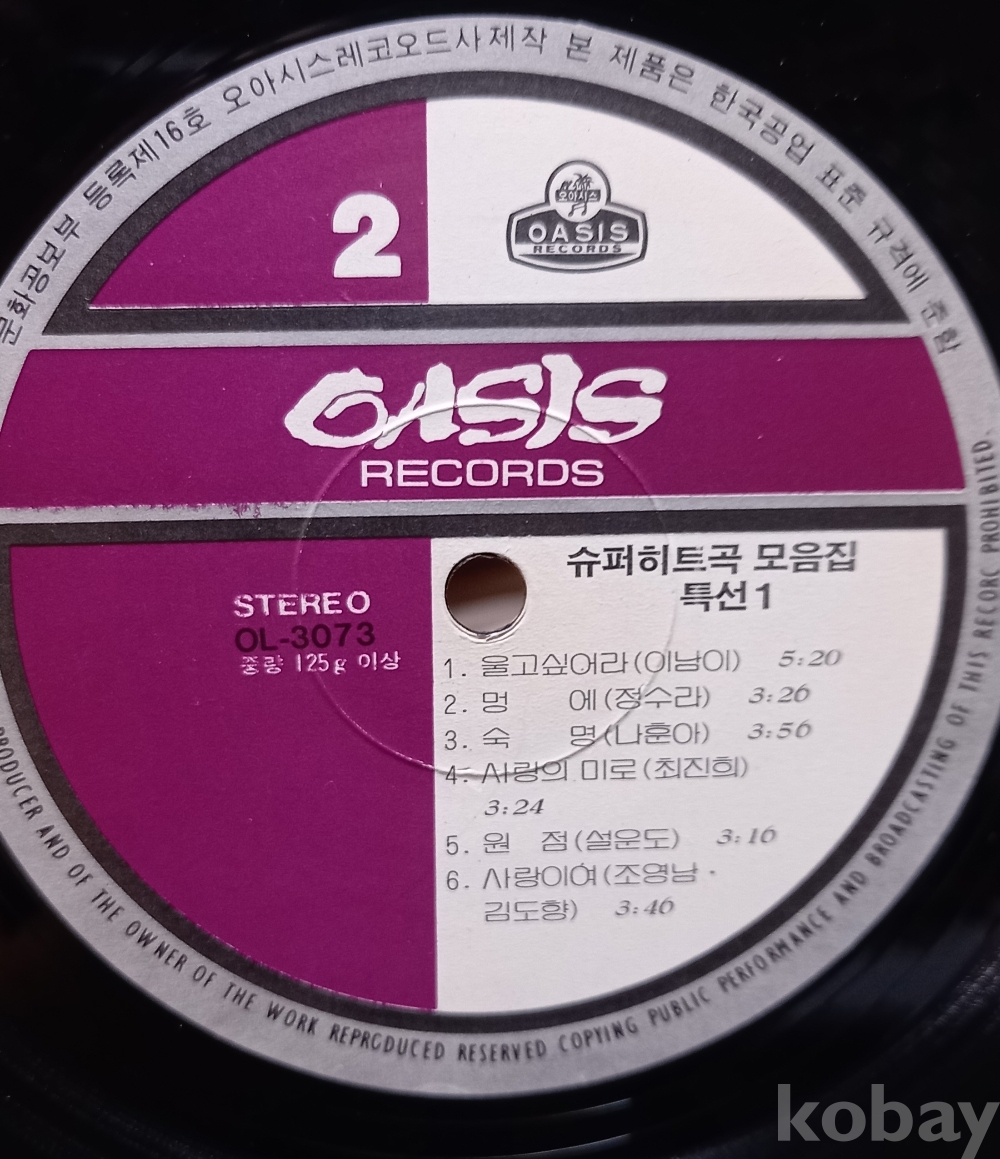 문화공보부 등록제16호 오아시스레코오드사제작 본 제품은 한국공업 표준 규격에 준함
2
오아시스
OASIS
RECORDS
OASIS
RECORDS
STEREO
OL-3073
중량 125g 이상
슈퍼히트곡 모음집
특선1
1. 울고싶어라(이남이) 5:20
2. 멍 에(정수라) 3:26
3. 숙 명(나훈아) 3:56
4. 사랑의 미로(최진희)
3:24
5. 원 점(설운도) 3:16
6. 사랑이여(조영남·
김도향) 3:46
PRODUCER AND OF THE OWNER OF THE WORK REPRODUCED RESERVED COPYING PUBLIC PERFORMANCE AND BROADCASTING OF THIS RECORC PROHIBITED.
kobay